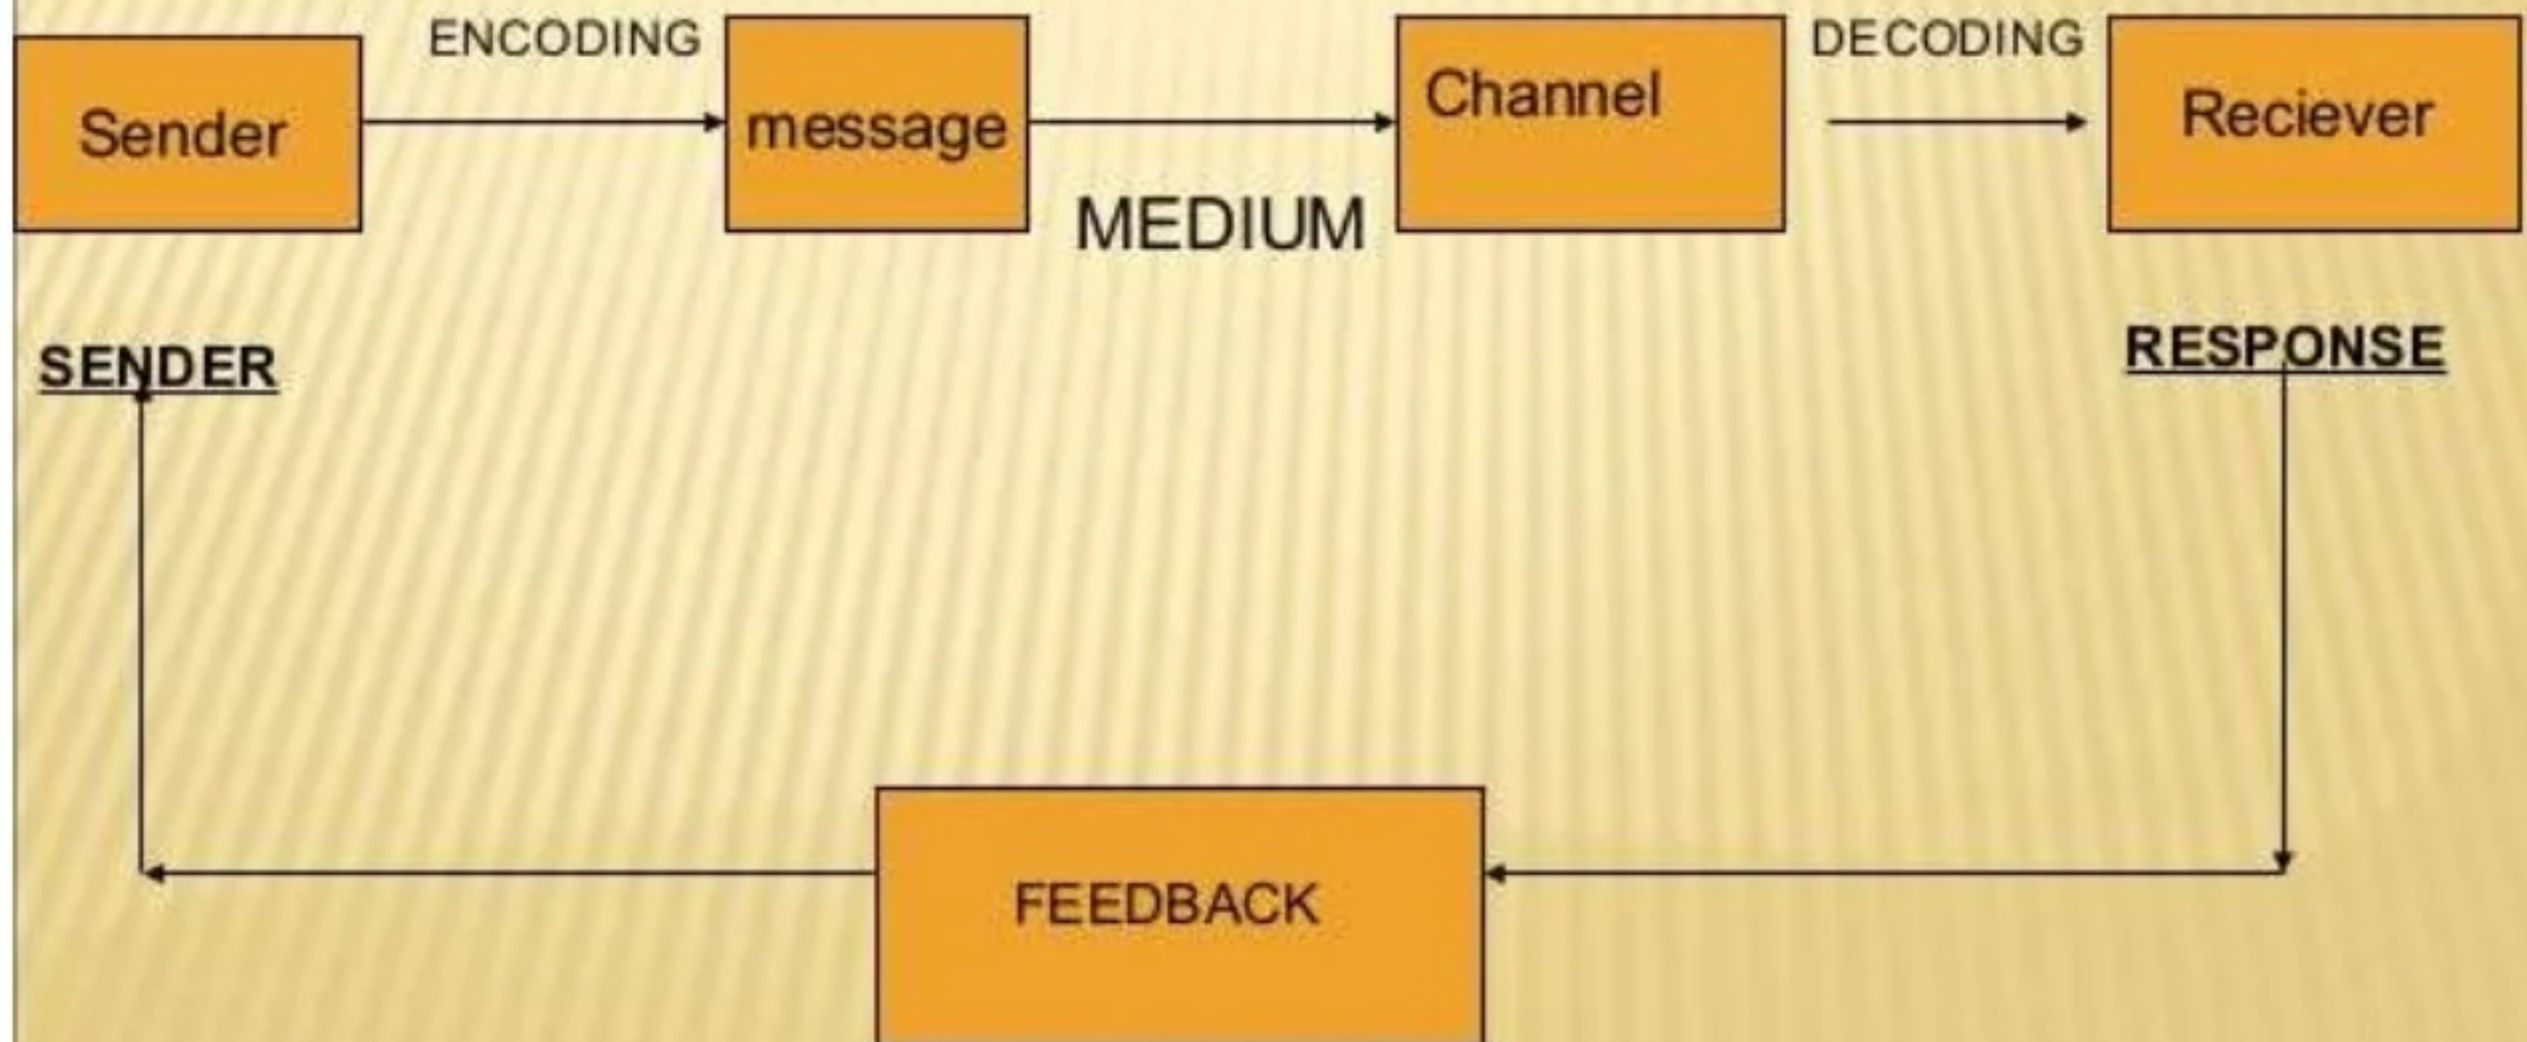 Sender
ENCODING
message
MEDIUM
Channel
DECODING
Reciever
SENDER
RESPONSE
FEEDBACK